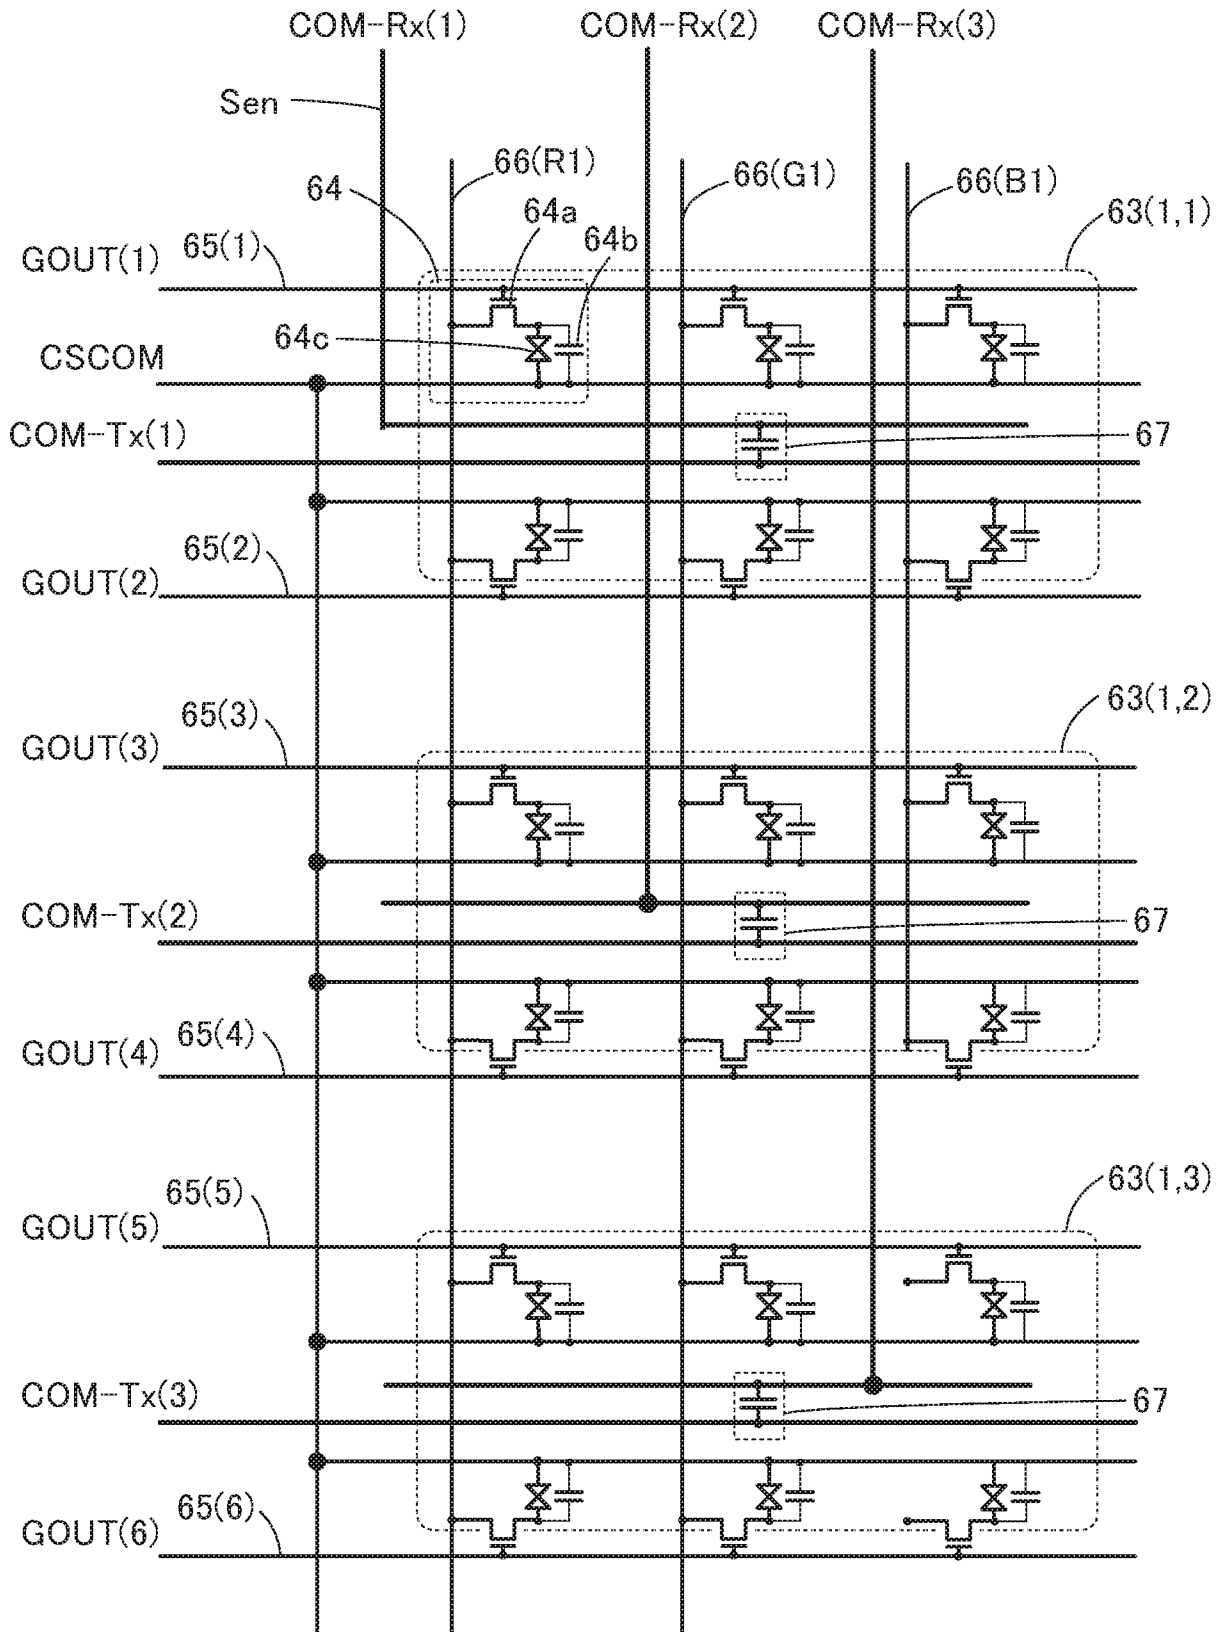 COM-Rx(1) COM-Rx(2) COM-Rx(3)
Sen
66(R1) 66(G1) 66(B1)
64 64a 64b 63(1,1)
GOUT(1) 65(1)
64c
CSCOM
COM-Tx(1) 67
65(2)
GOUT(2)
65(3) 63(1,2)
GOUT(3)
COM-Tx(2) 67
65(4)
GOUT(4)
65(5) 63(1,3)
GOUT(5)
COM-Tx(3) 67
65(6)
GOUT(6)